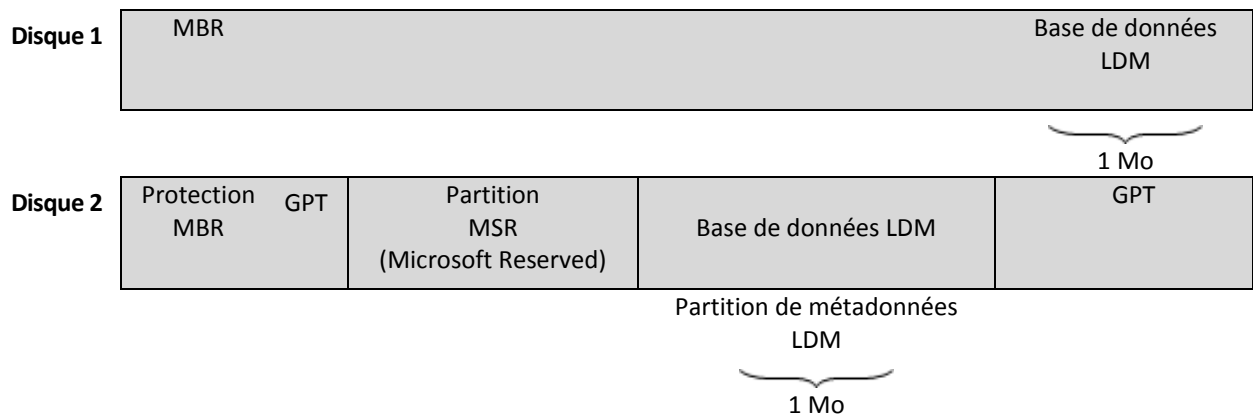 Disque 1
MBR
Base de données
LDM
1 Mo
Disque 2
Protection
MBR
GPT
Partition
MSR
(Microsoft Reserved)
Base de données LDM
GPT
Partition de métadonnées
LDM
1 Mo